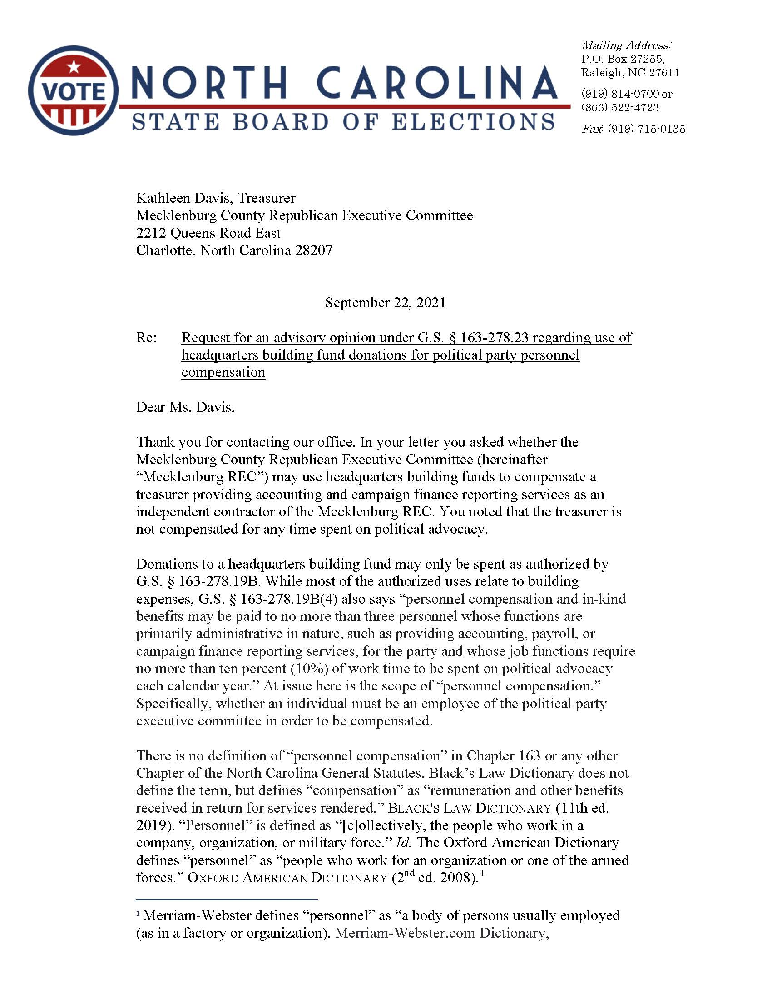 VOTE
NORTH CAROLINA
STATE BOARD OF ELECTIONS
Mailing Address:
P.O. Box 27255,
Raleigh, NC 27611
(919) 814-0700 or
(866) 522-4723
Fax: (919) 715-0135
Kathleen Davis, Treasurer
Mecklenburg County Republican Executive Committee
2212 Queens Road East
Charlotte, North Carolina 28207
September 22, 2021
Re: Request for an advisory opinion under G.S. § 163-278.23 regarding use of
headquarters building fund donations for political party personnel
compensation
Dear Ms. Davis,
Thank you for contacting our office. In your letter you asked whether the
Mecklenburg County Republican Executive Committee (hereinafter
“Mecklenburg REC”) may use headquarters building funds to compensate a
treasurer providing accounting and campaign finance reporting services as an
independent contractor of the Mecklenburg REC. You noted that the treasurer is
not compensated for any time spent on political advocacy.
Donations to a headquarters building fund may only be spent as authorized by
G.S. § 163-278.19B. While most of the authorized uses relate to building
expenses, G.S. § 163-278.19B(4) also says “personnel compensation and in-kind
benefits may be paid to no more than three personnel whose functions are
primarily administrative in nature, such as providing accounting, payroll, or
campaign finance reporting services, for the party and whose job functions require
no more than ten percent (10%) of work time to be spent on political advocacy
each calendar year.” At issue here is the scope of “personnel compensation.”
Specifically, whether an individual must be an employee of the political party
executive committee in order to be compensated.
There is no definition of “personnel compensation” in Chapter 163 or any other
Chapter of the North Carolina General Statutes. Black’s Law Dictionary does not
define the term, but defines “compensation” as “remuneration and other benefits
received in return for services rendered.” BLACK'S LAW DICTIONARY (11th ed.
2019). “Personnel” is defined as “[c]ollectively, the people who work in a
company, organization, or military force.” Id. The Oxford American Dictionary
defines “personnel” as “people who work for an organization or one of the armed
forces.” OXFORD AMERICAN DICTIONARY (2nd ed. 2008).1
1 Merriam-Webster defines “personnel” as “a body of persons usually employed
(as in a factory or organization). Merriam-Webster.com Dictionary,